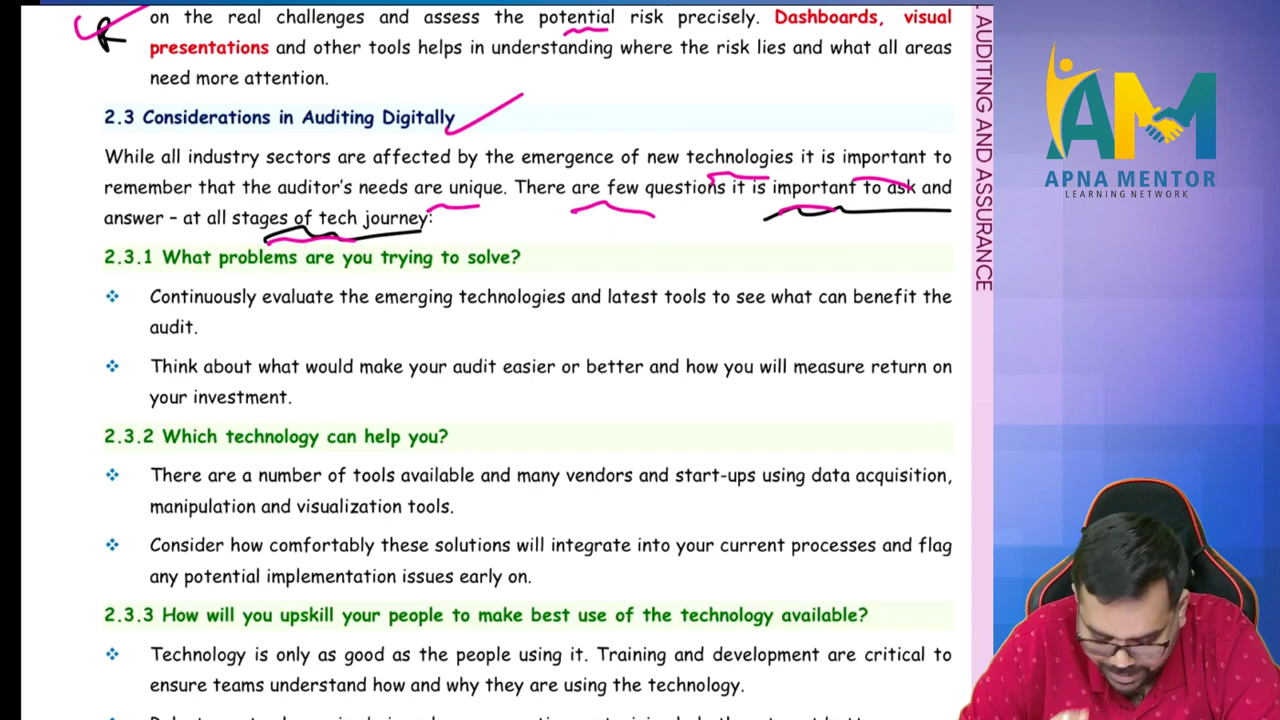 on the real challenges and assess the potential risk precisely. Dashboards, visual
presentations and other tools helps in understanding where the risk lies and what all areas
need more attention.
2.3 Considerations in Auditing Digitally
While all industry sectors are affected by the emergence of new technologies it is important to
remember that the auditor's needs are unique. There are few questions it is important to ask and
answer – at all stages of tech journey:
2.3.1 What problems are you trying to solve?
❖ Continuously evaluate the emerging technologies and latest tools to see what can benefit the
audit.
❖ Think about what would make your audit easier or better and how you will measure return on
your investment.
2.3.2 Which technology can help you?
❖ There are a number of tools available and many vendors and start-ups using data acquisition,
manipulation and visualization tools.
❖ Consider how comfortably these solutions will integrate into your current processes and flag
any potential implementation issues early on.
2.3.3 How will you upskill your people to make best use of the technology available?
❖ Technology is only as good as the people using it. Training and development are critical to
ensure teams understand how and why they are using the technology.
AUDITING AND ASSURANCE
AM
APNA MENTOR
LEARNING NETWORK